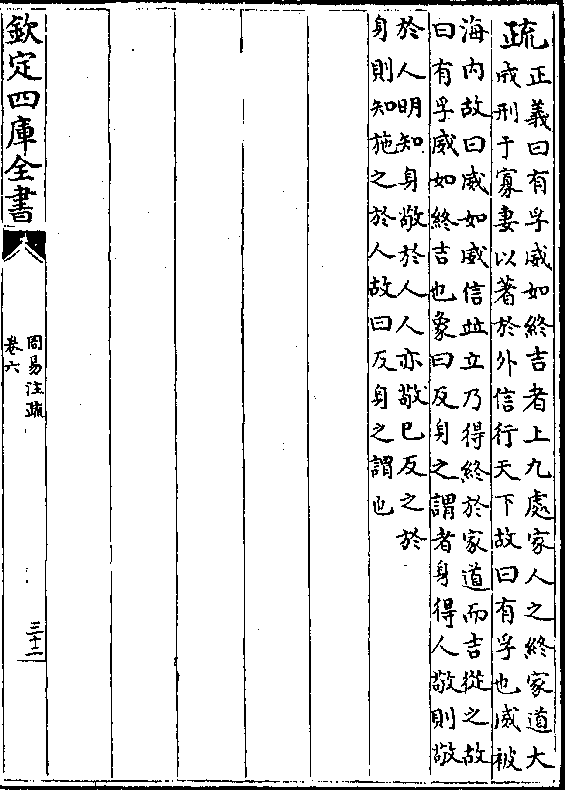 疏正義曰有孚威如終吉者上九處家人之終家道大
成刑于寡妻以著於外信行天下故曰有孚也威被
海内故曰威如威信並立乃得終於家道而吉從之故
曰有孚威如終吉也象曰反身之謂者身得人敬則敬
於人明知身敬於人人亦敬已反之於
身則知施之於人故曰反身之謂也
欽定四庫全書
周易注疏
卷六
三十二